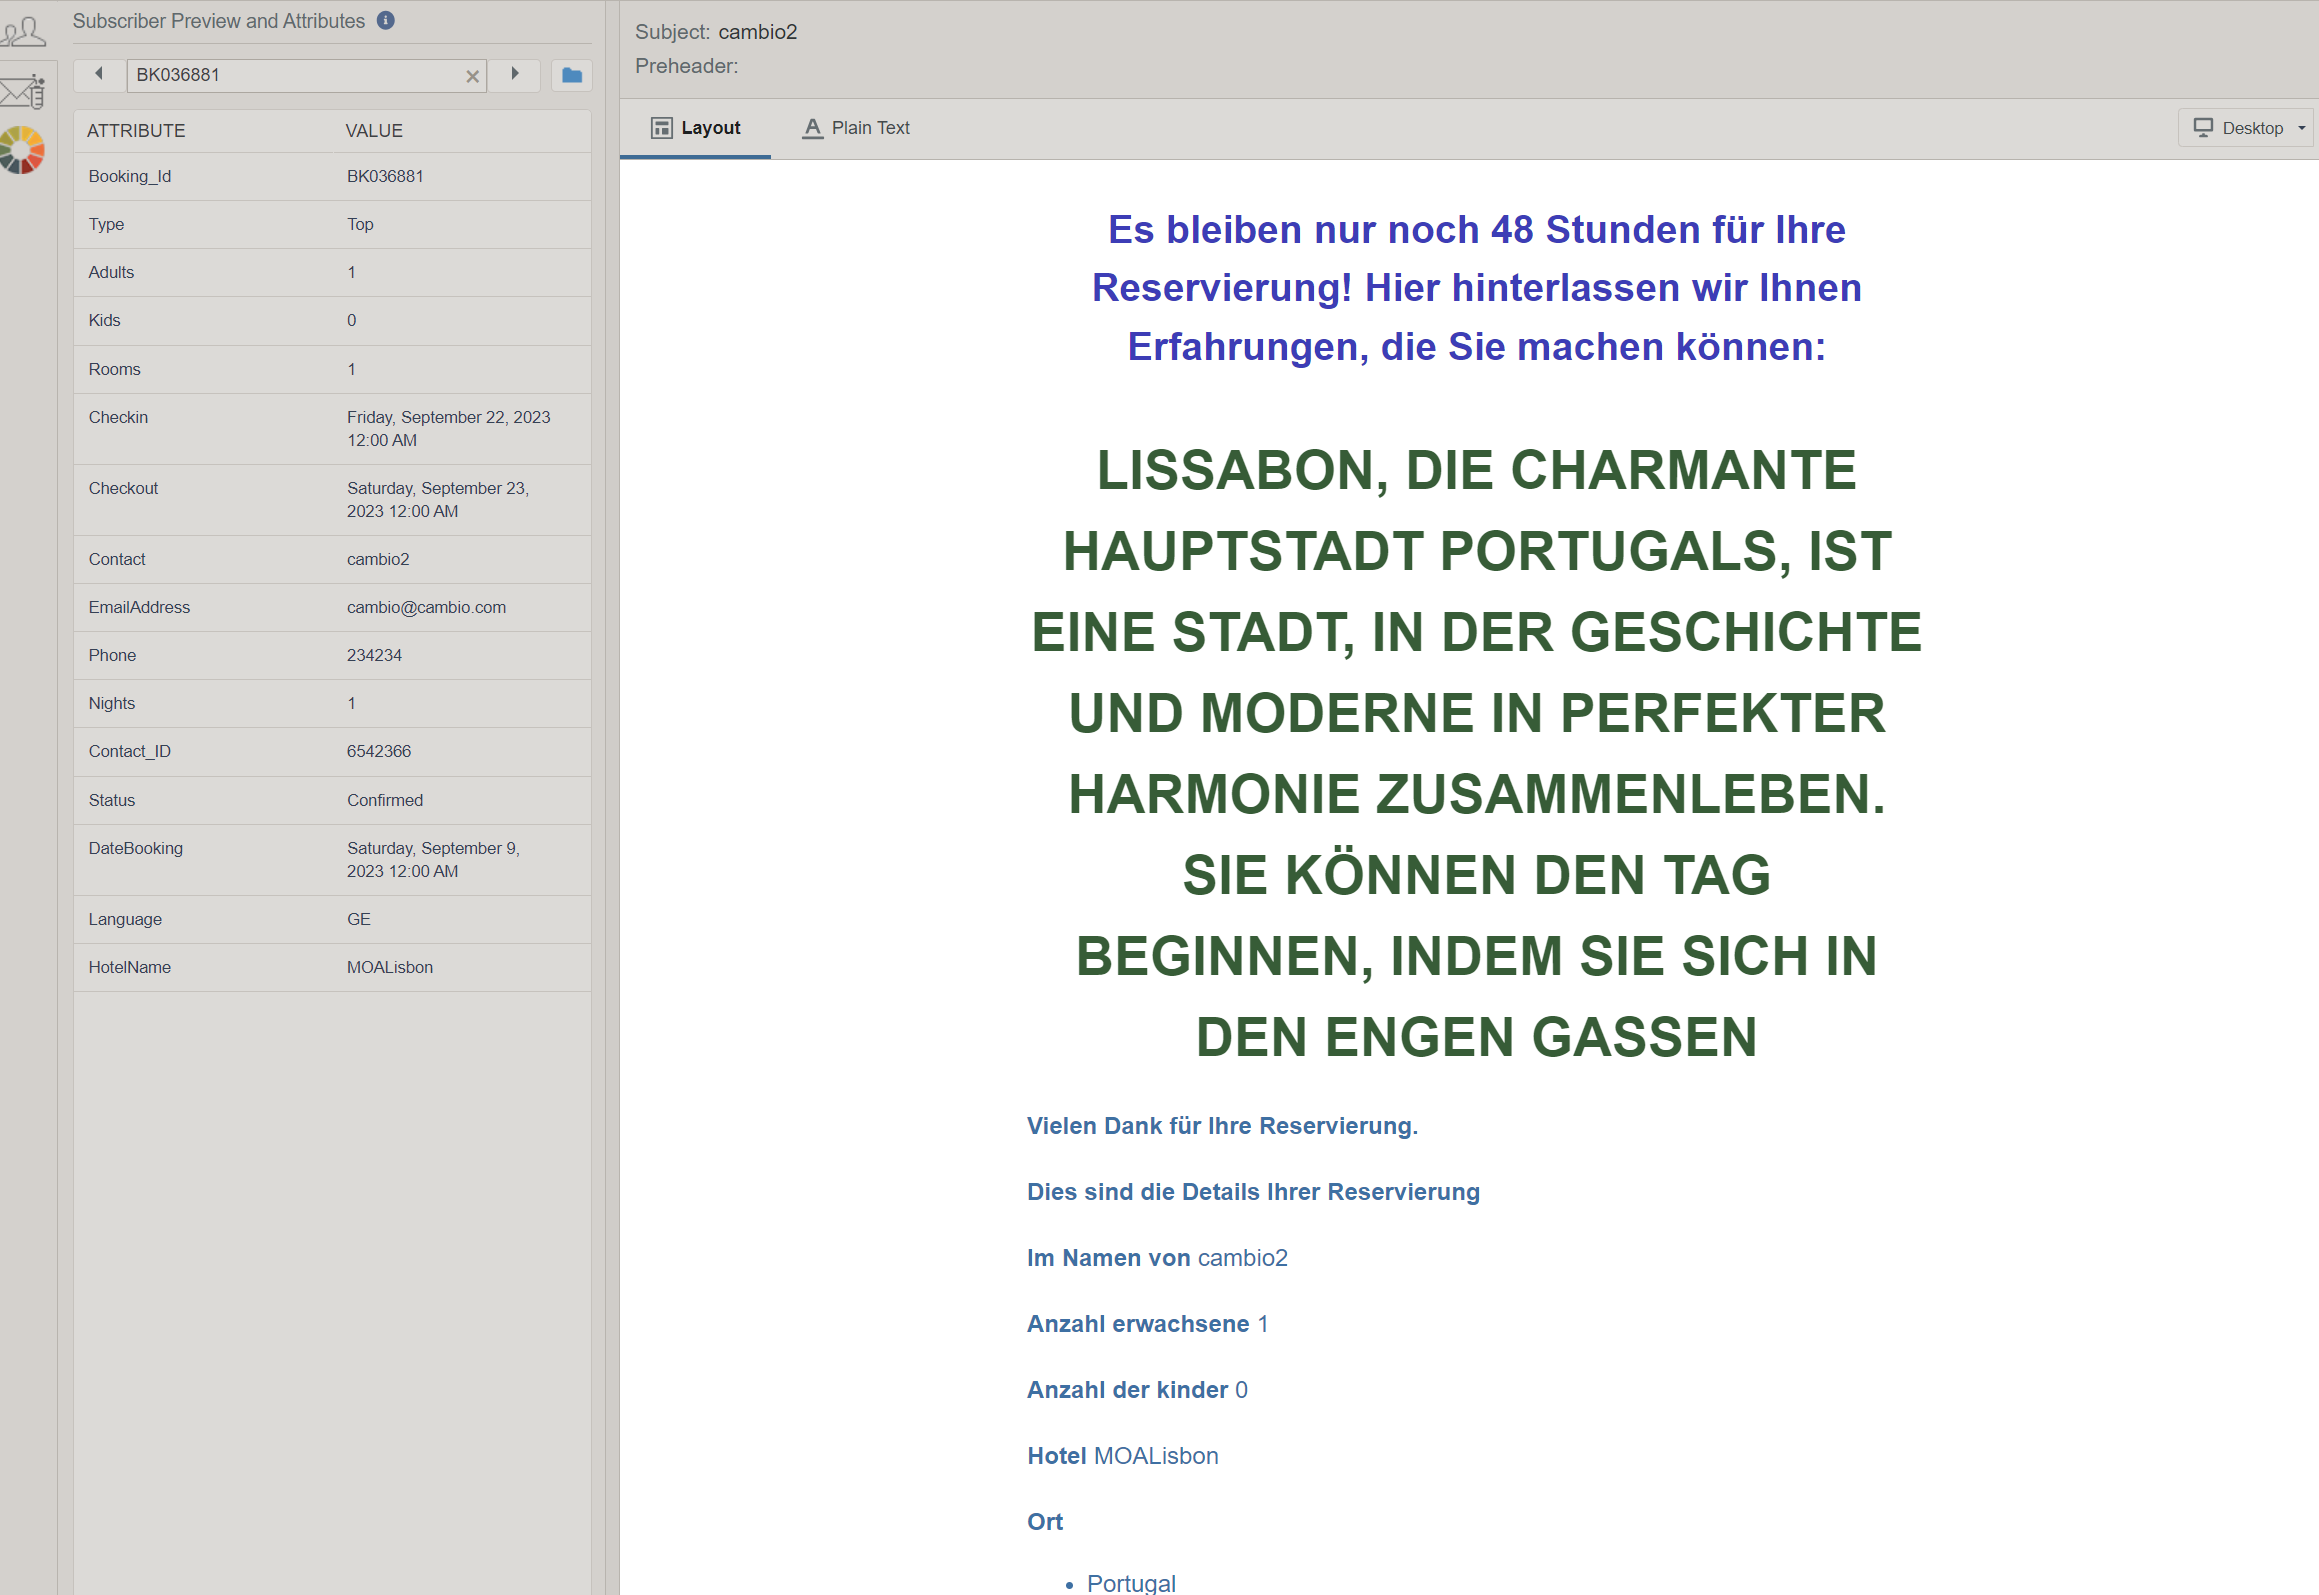 Subscriber Preview and Attributes
BK036881
ATTRIBUTE VALUE
Booking_Id BK036881
Type Top
Adults 1
Kids 0
Rooms 1
Checkin Friday, September 22, 2023
12:00 AM
Checkout Saturday, September 23,
2023 12:00 AM
Contact cambio2
EmailAddress cambio@cambio.com
Phone 234234
Nights 1
Contact_ID 6542366
Status Confirmed
DateBooking Saturday, September 9,
2023 12:00 AM
Language GE
HotelName MOALisbon
Subject: cambio2
Preheader:
Layout
Plain Text
Desktop
Es bleiben nur noch 48 Stunden für Ihre
Reservierung! Hier hinterlassen wir Ihnen
Erfahrungen, die Sie machen können:
LISSABON, DIE CHARMANTE
HAUPTSTADT PORTUGALS, IST
EINE STADT, IN DER GESCHICHTE
UND MODERNE IN PERFEKTER
HARMONIE ZUSAMMENLEBEN.
SIE KÖNNEN DEN TAG
BEGINNEN, INDEM SIE SICH IN
DEN ENGEN GASSEN
Vielen Dank für Ihre Reservierung.
Dies sind die Details Ihrer Reservierung
Im Namen von cambio2
Anzahl erwachsene 1
Anzahl der kinder 0
Hotel MOALisbon
Ort
• Portugal